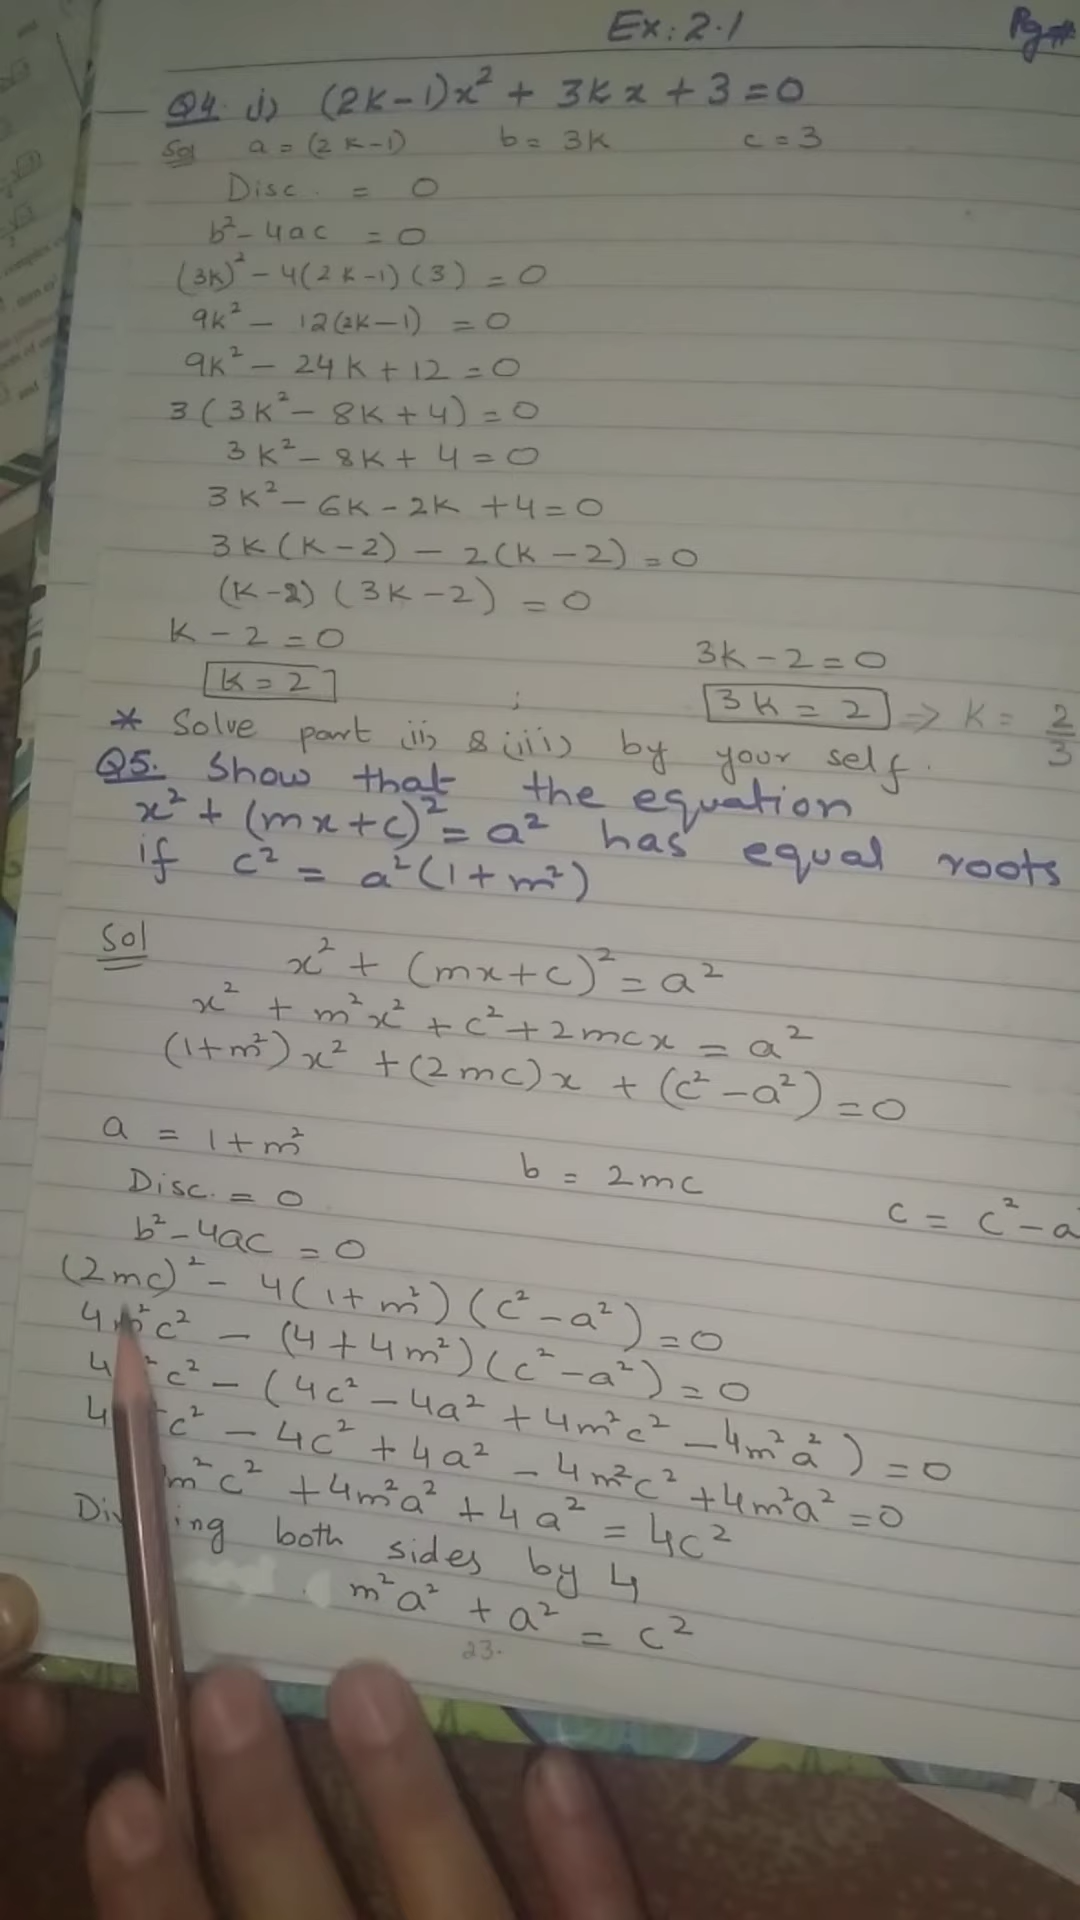 Ex: 2.1
Pg#
Q4. i) (2k-1)x² + 3kx + 3 = 0
Sol a = (2k-1) b = 3k c = 3
Disc. = 0
b² - 4ac = 0
(3k)² - 4(2k-1)(3) = 0
9k² - 12(2k-1) = 0
9k² - 24k + 12 = 0
3(3k² - 8k + 4) = 0
3k² - 8k + 4 = 0
3k² - 6k - 2k + 4 = 0
3k(k-2) - 2(k-2) = 0
(k-2)(3k-2) = 0
k - 2 = 0 3k - 2 = 0
k = 2 ; 3k = 2 ⇒ k = 2/3
* Solve part ii) & iii) by your self.
Q5. Show that the equation
x² + (mx+c)² = a² has equal roots
if c² = a²(1+m²)
Sol
x² + (mx+c)² = a²
x² + m²x² + c² + 2mcx = a²
(1+m²)x² + (2mc)x + (c²-a²) = 0
a = 1+m² b = 2mc c = c²-a
Disc. = 0
b² - 4ac = 0
(2mc)² - 4(1+m²)(c²-a²) = 0
4m²c² - (4+4m²)(c²-a²) = 0
4 ²c² - (4c² - 4a² + 4m²c² - 4m²a²) = 0
4 c² - 4c² + 4a² - 4m²c² + 4m²a² = 0
m²c² + 4m²a² + 4a² = 4c²
Di ing both sides by 4
m²a² + a² = c²
23.